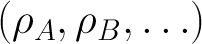 (ρ_A, ρ_B, . . .)